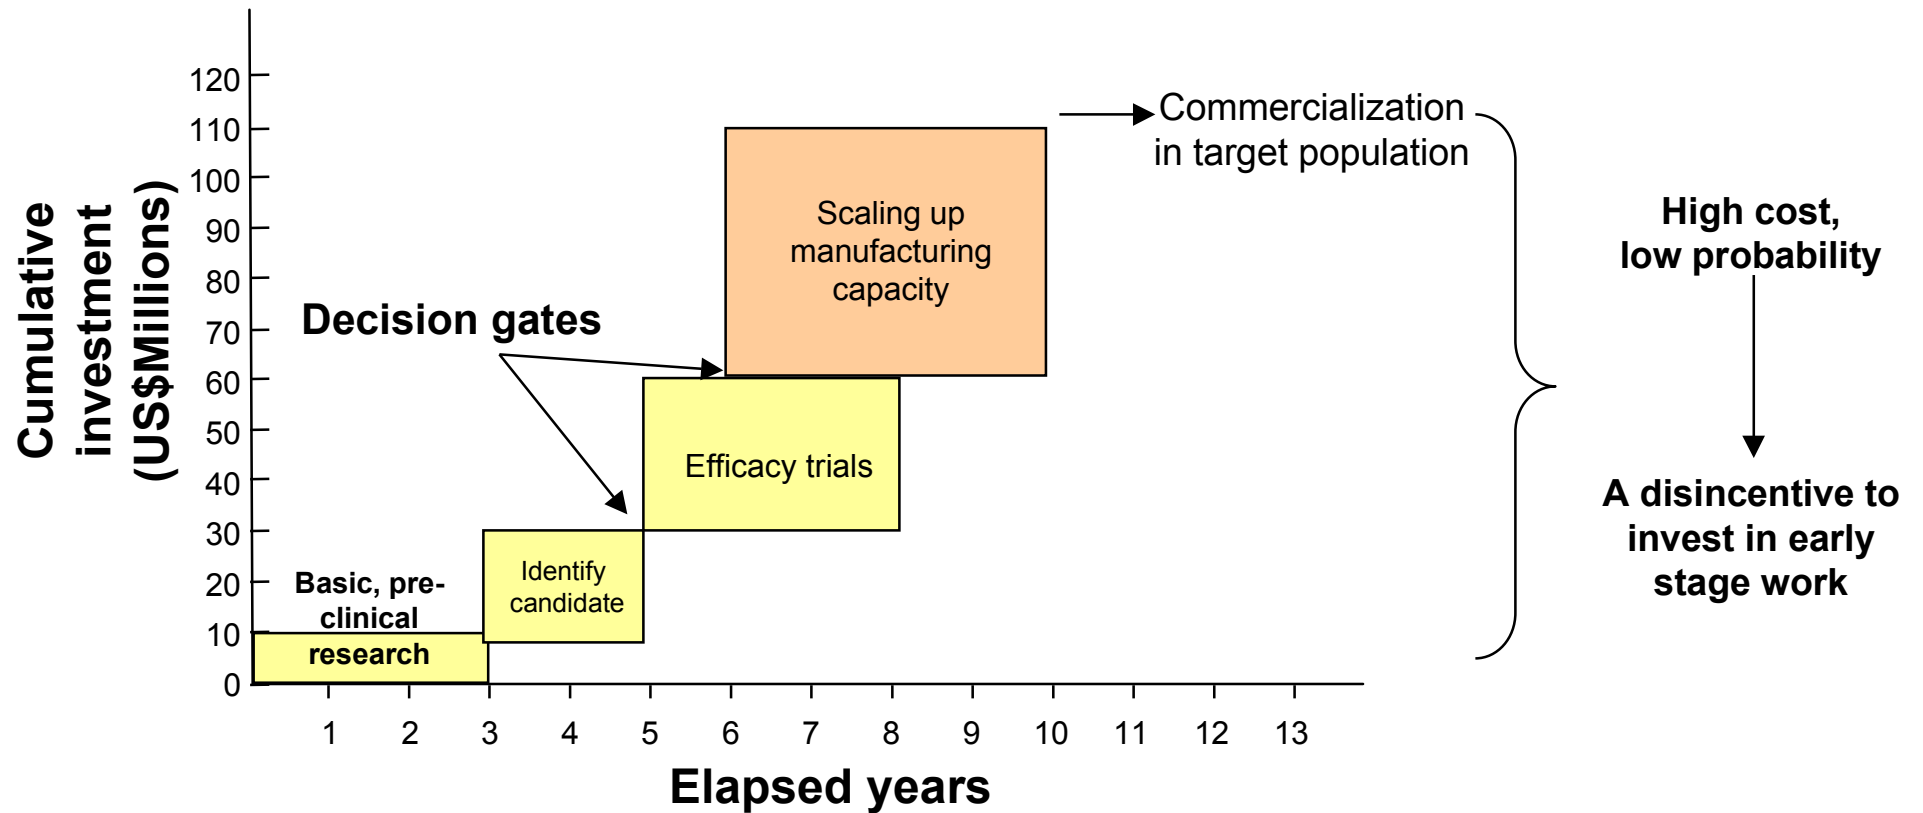 Cumulative
investment
(US$Millions)
120
110
100
90
80
70
60
50
40
30
20
10
0
Decision gates
Basic, pre-
clinical
research
Identify
candidate
Efficacy trials
Scaling up
manufacturing
capacity
Commercialization
in target population
High cost,
low probability
A disincentive to
invest in early
stage work
1 2 3 4 5 6 7 8 9 10 11 12 13
Elapsed years